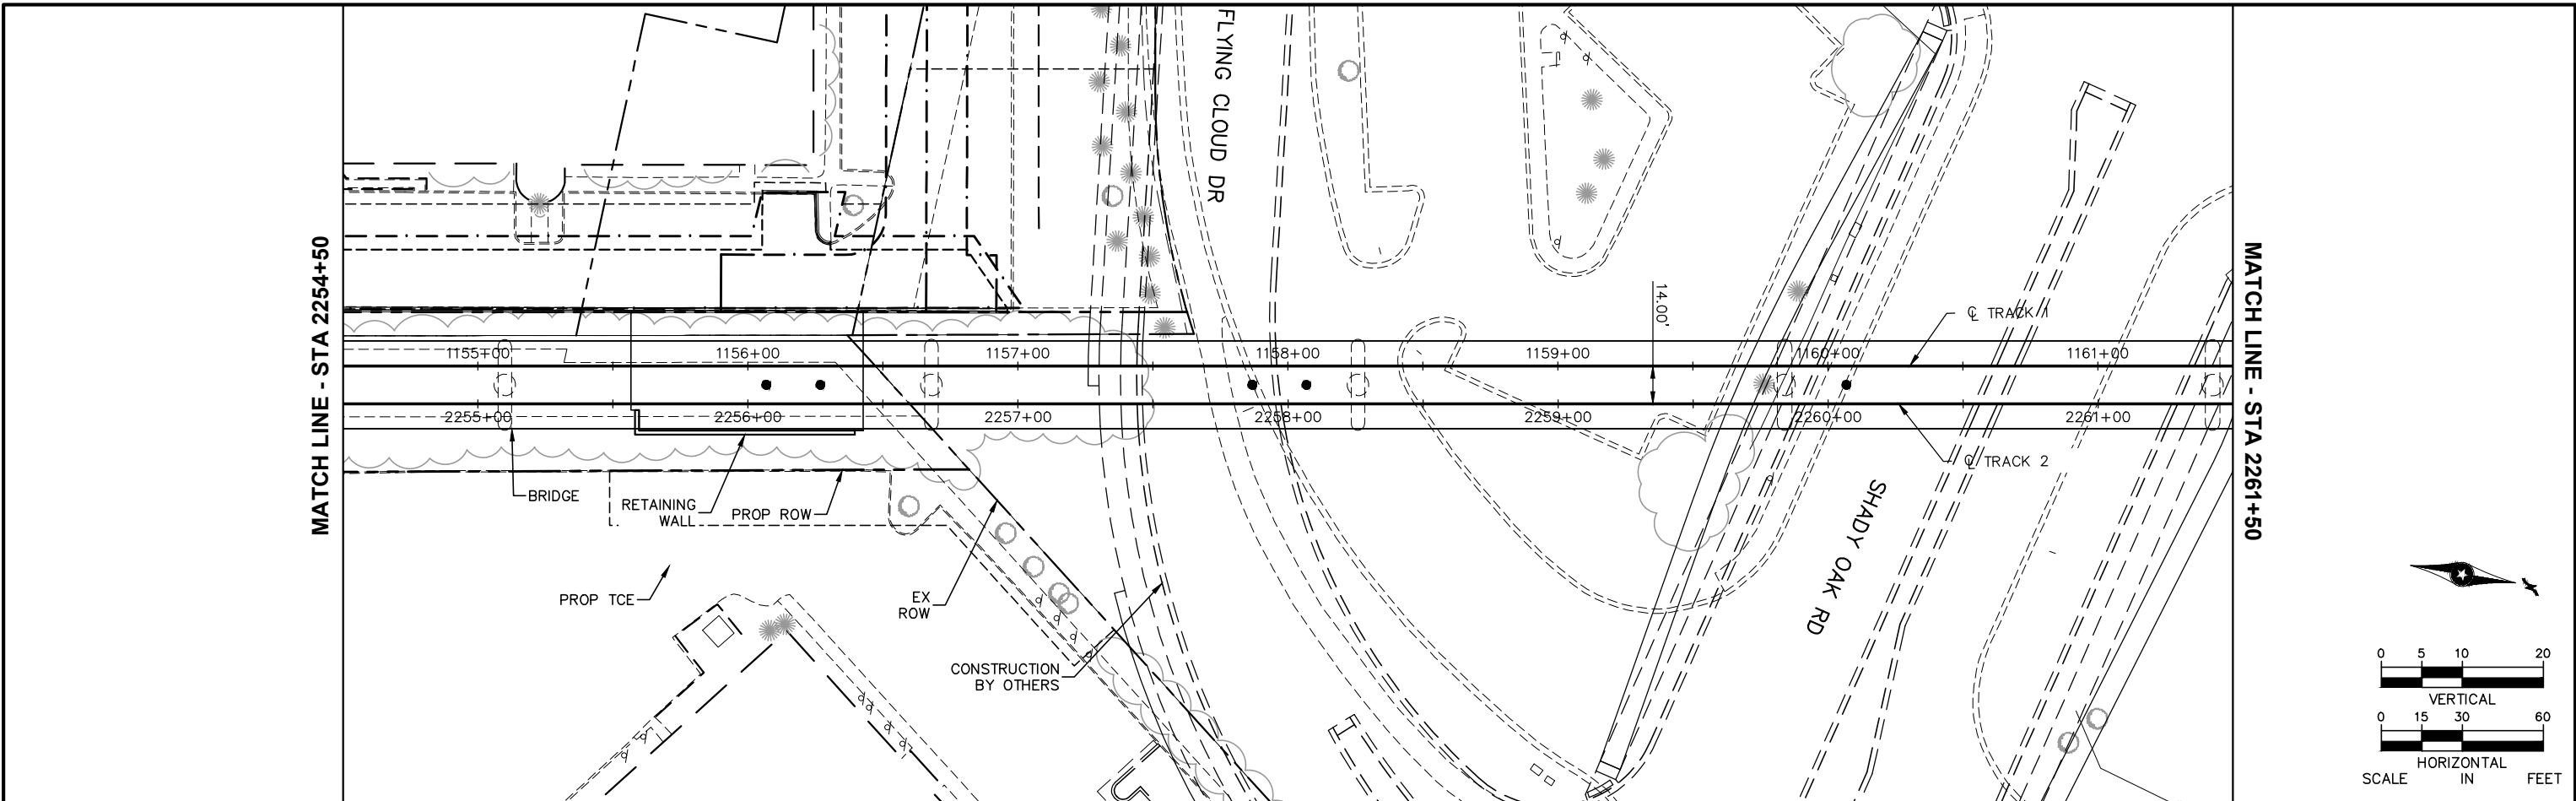 FLYING CLOUD DR
MATCH LINE - STA 2254+50
MATCH LINE - STA 2261+50
14.00'
℄ TRACK 1
1155+00
1156+00
1157+00
1158+00
1159+00
1160+00
1161+00
2255+00
2256+00
2257+00
2258+00
2259+00
2260+00
2261+00
℄ TRACK 2
BRIDGE
RETAINING
WALL
PROP ROW
SHADY OAK RD
PROP TCE
EX
ROW
CONSTRUCTION
BY OTHERS
0 5 10 20
VERTICAL
0 15 30 60
HORIZONTAL
SCALE IN FEET